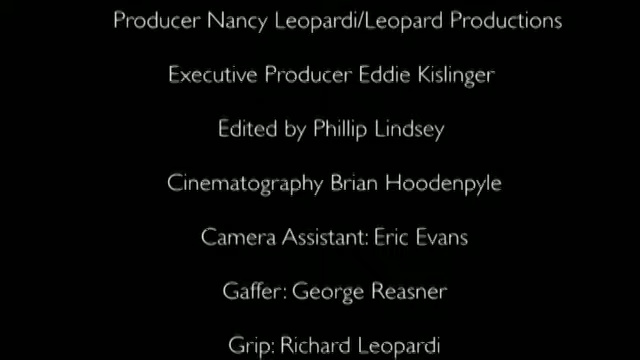 Producer Nancy Leopardi/Leopard Productions
Executive Producer Eddie Kislinger
Edited by Phillip Lindsey
Cinematography Brian Hoodenpyle
Camera Assistant: Eric Evans
Gaffer: George Reasner
Grip: Richard Leopardi